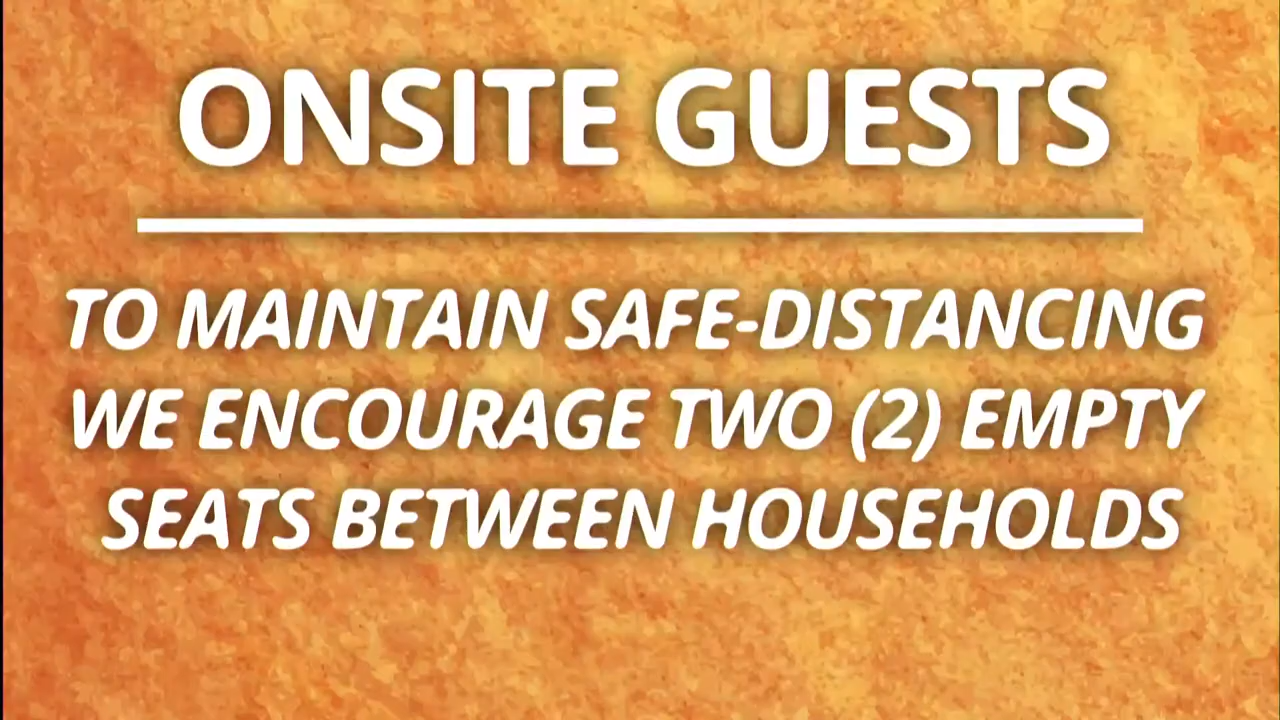 ONSITE GUESTS
TO MAINTAIN SAFE-DISTANCING
WE ENCOURAGE TWO (2) EMPTY
SEATS BETWEEN HOUSEHOLDS